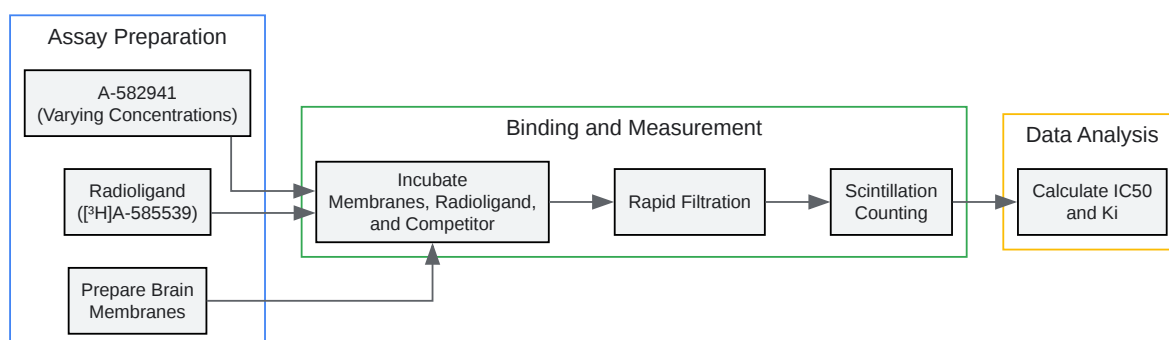 Assay Preparation
A-582941
(Varying Concentrations)
Radioligand
([³H]A-585539)
Prepare Brain
Membranes
Binding and Measurement
Incubate
Membranes, Radioligand,
and Competitor
Rapid Filtration
Scintillation
Counting
Data Analysis
Calculate IC50
and Ki